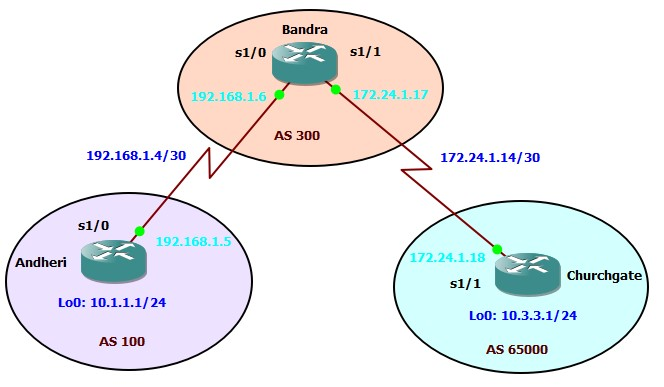 Bandra
s1/0
s1/1
192.168.1.6
172.24.1.17
AS 300
192.168.1.4/30
172.24.1.14/30
s1/0
Andheri
192.168.1.5
Lo0: 10.1.1.1/24
AS 100
172.24.1.18
s1/1
Churchgate
Lo0: 10.3.3.1/24
AS 65000